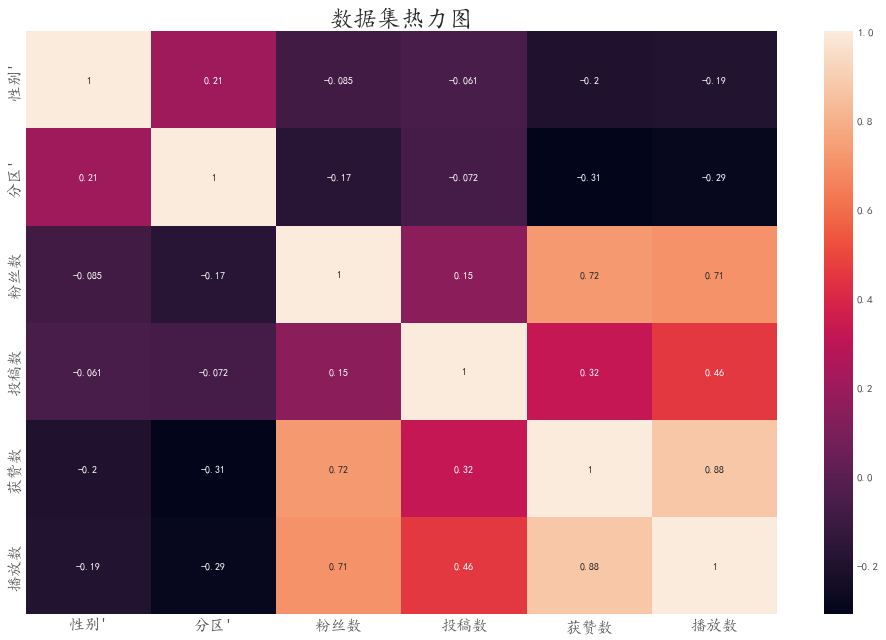 数据集热力图
性别' 1 0.21 -0.085 -0.061 -0.2 -0.19
分区' 0.21 1 -0.17 -0.072 -0.31 -0.29
粉丝数 -0.085 -0.17 1 0.15 0.72 0.71
投稿数 -0.061 -0.072 0.15 1 0.32 0.46
获赞数 -0.2 -0.31 0.72 0.32 1 0.88
播放数 -0.19 -0.29 0.71 0.46 0.88 1
性别' 分区' 粉丝数 投稿数 获赞数 播放数
1.0
0.8
0.6
0.4
0.2
0.0
-0.2